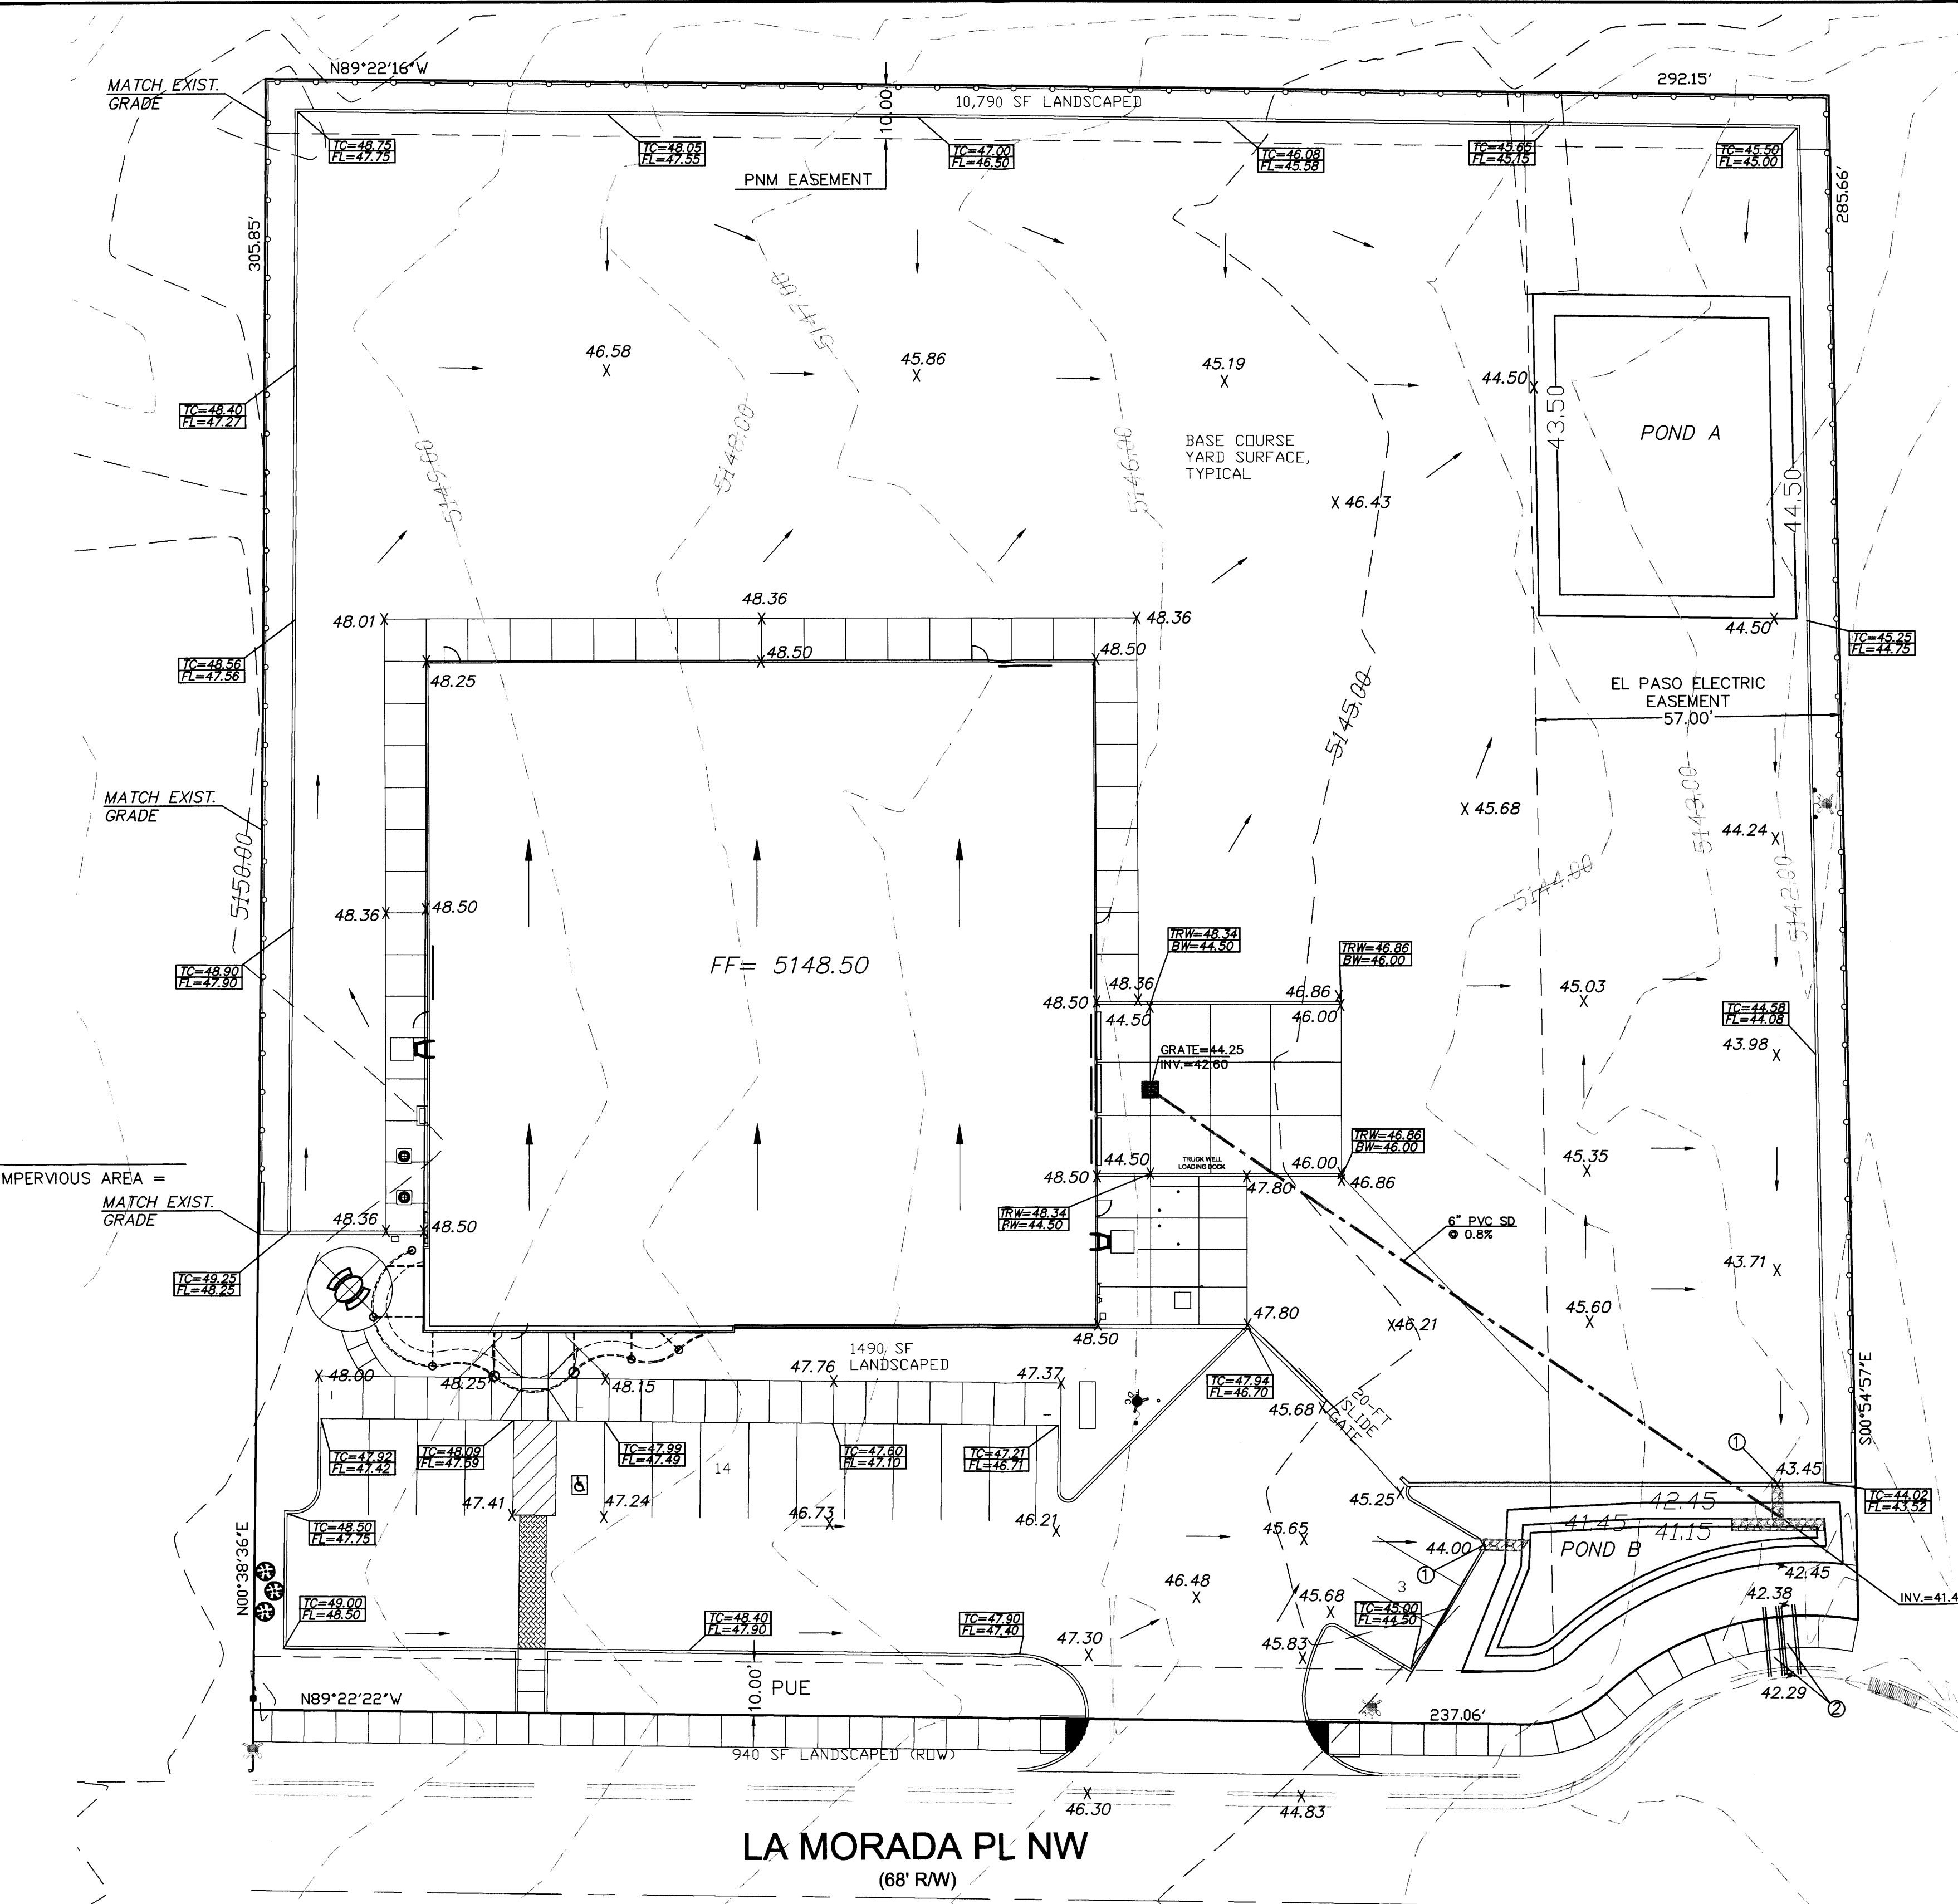 N89°22'16"W
292.15'
MATCH EXIST.
GRADE
10,790 SF LANDSCAPED
10.00'
TC=48.75
FL=47.75
TC=48.05
FL=47.55
TC=47.00
FL=46.50
TC=46.08
FL=45.58
TC=45.65
FL=45.15
TC=45.50
FL=45.00
PNM EASEMENT
305.85'
285.66'
5147.00
46.58
X
45.86
X
45.19
X
44.50
X
43.50
POND A
44.50
TC=48.40
FL=47.27
5149.00
5148.00
5146.00
BASE COURSE
YARD SURFACE,
TYPICAL
X 46.43
48.01 X
48.36
X
X 48.36
48.50
48.50
48.25
44.50 X
TC=45.25
FL=44.75
TC=48.56
FL=47.56
EL PASO ELECTRIC
EASEMENT
57.00'
5145.00
MATCH EXIST.
GRADE
5150.00
X 45.68
44.24 X
5143.00
5142.00
5144.00
48.36 X
48.50
TC=48.90
FL=47.90
FF= 5148.50
TRW=48.34
BW=44.50
TRW=46.86
BW=46.00
48.36
48.50
46.86
44.50
46.00
45.03
X
TC=44.58
FL=44.08
43.98 X
GRATE=44.25
INV.=42.60
MPERVIOUS AREA =
MATCH EXIST.
GRADE
TRW=46.86
BW=46.00
44.50
TRUCK WELL
LOADING DOCK
46.00
48.50
47.80
46.86
45.35
X
48.36
48.50
TRW=48.34
BW=44.50
6" PVC SD
@ 0.8%
TC=49.25
FL=48.25
43.71 X
45.60
X
47.80
X46.21
48.50
1490 SF
LANDSCAPED
48.00
48.25
48.15
47.76
47.37
TC=47.94
FL=46.70
45.68 X
20-FT
SLIDE
GATE
S00°54'57"E
TC=47.92
FL=47.42
TC=48.09
FL=47.59
TC=47.99
FL=47.49
TC=47.60
FL=47.10
TC=47.21
FL=46.71
14
1
43.45
47.41
47.24
46.73
46.21
45.25
42.45
TC=44.02
FL=43.52
TC=48.50
FL=47.75
45.65
41.45
41.15
44.00
POND B
N00°38'36"E
1
46.48
X
45.68
X
3
42.45
42.38
INV.=41.4
TC=49.00
FL=48.50
TC=48.40
FL=47.90
TC=47.90
FL=47.40
TC=45.00
FL=44.50
47.30
X
45.83
X
10.00'
PUE
N89°22'22"W
237.06'
42.29
2
940 SF LANDSCAPED (ROW)
X
46.30
X
44.83
LA MORADA PL NW
(68' R/W)